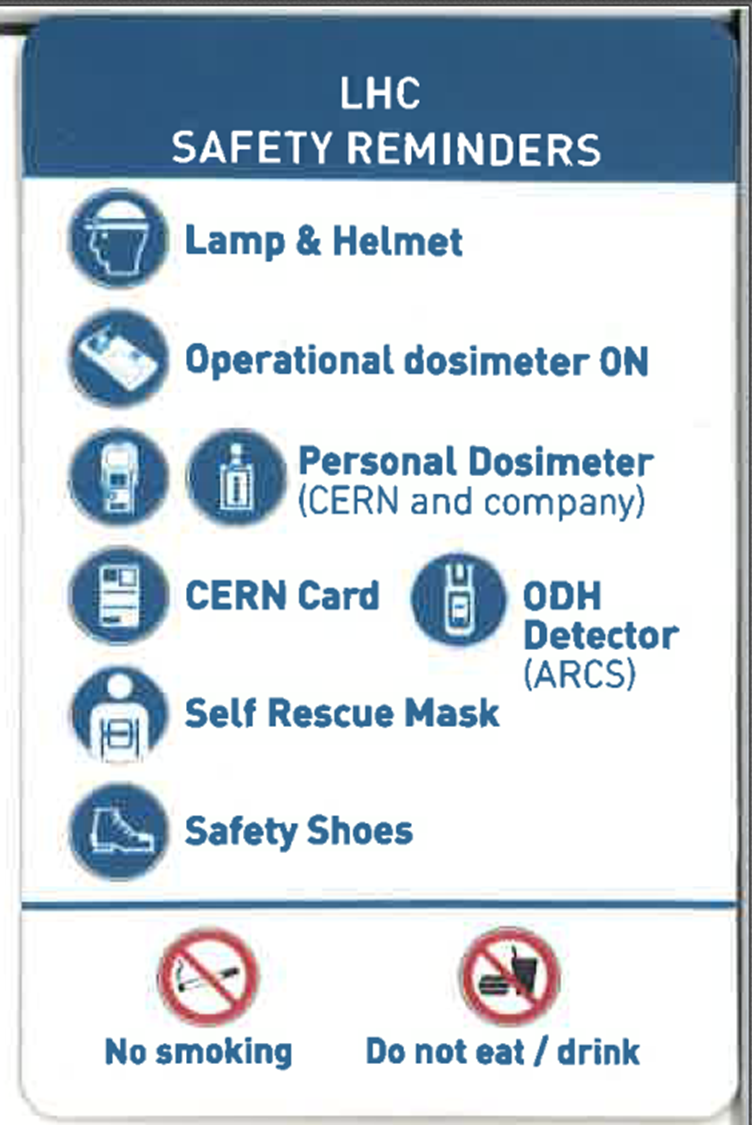 LHC
SAFETY REMINDERS
Lamp & Helmet
Operational dosimeter ON
Personal Dosimeter
(CERN and company)
CERN Card
ODH
Detector
(ARCS)
Self Rescue Mask
Safety Shoes
No smoking
Do not eat / drink